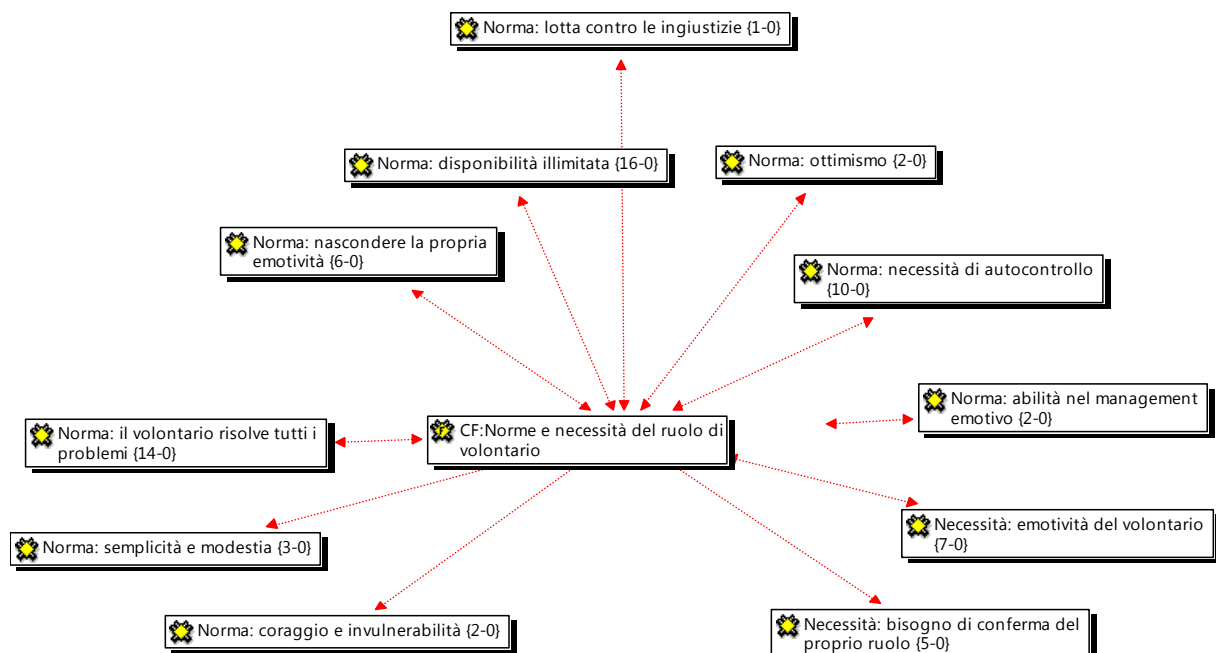 Norma: lotta contro le ingiustizie {1-0}
Norma: disponibilità illimitata {16-0}
Norma: ottimismo {2-0}
Norma: nascondere la propria
emotività {6-0}
Norma: necessità di autocontrollo
{10-0}
Norma: abilità nel management
emotivo {2-0}
Norma: il volontario risolve tutti i
problemi {14-0}
CF:Norme e necessità del ruolo di
volontario
Necessità: emotività del volontario
{7-0}
Norma: semplicità e modestia {3-0}
Norma: coraggio e invulnerabilità {2-0}
Necessità: bisogno di conferma del
proprio ruolo {5-0}